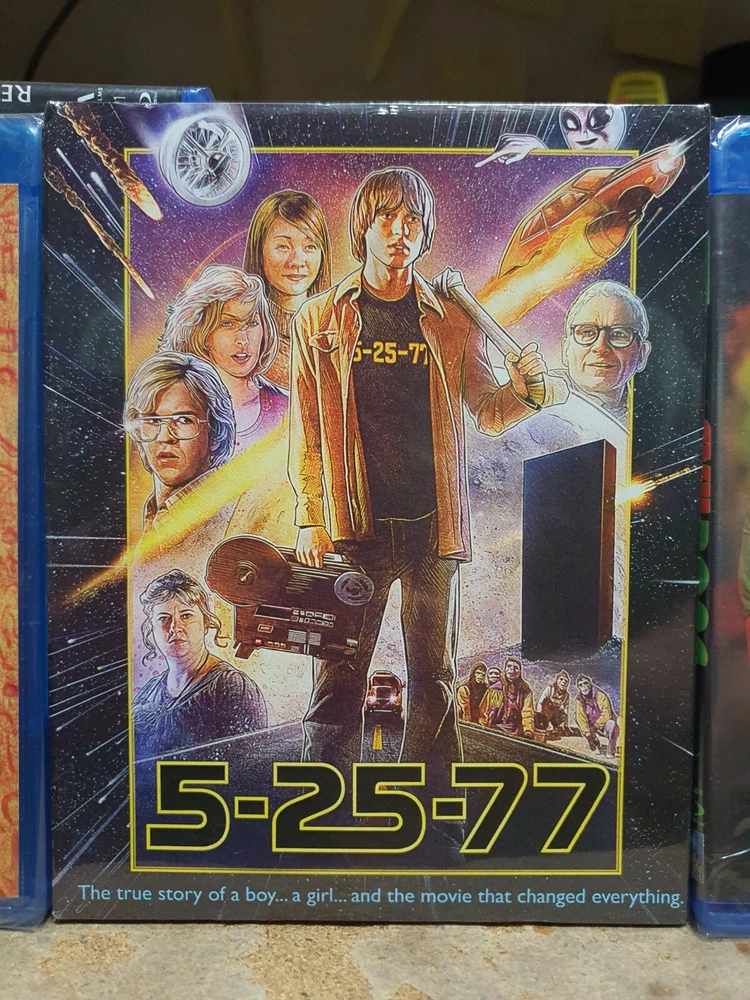 5-25-77
5-25-77
The true story of a boy... a girl... and the movie that changed everything.